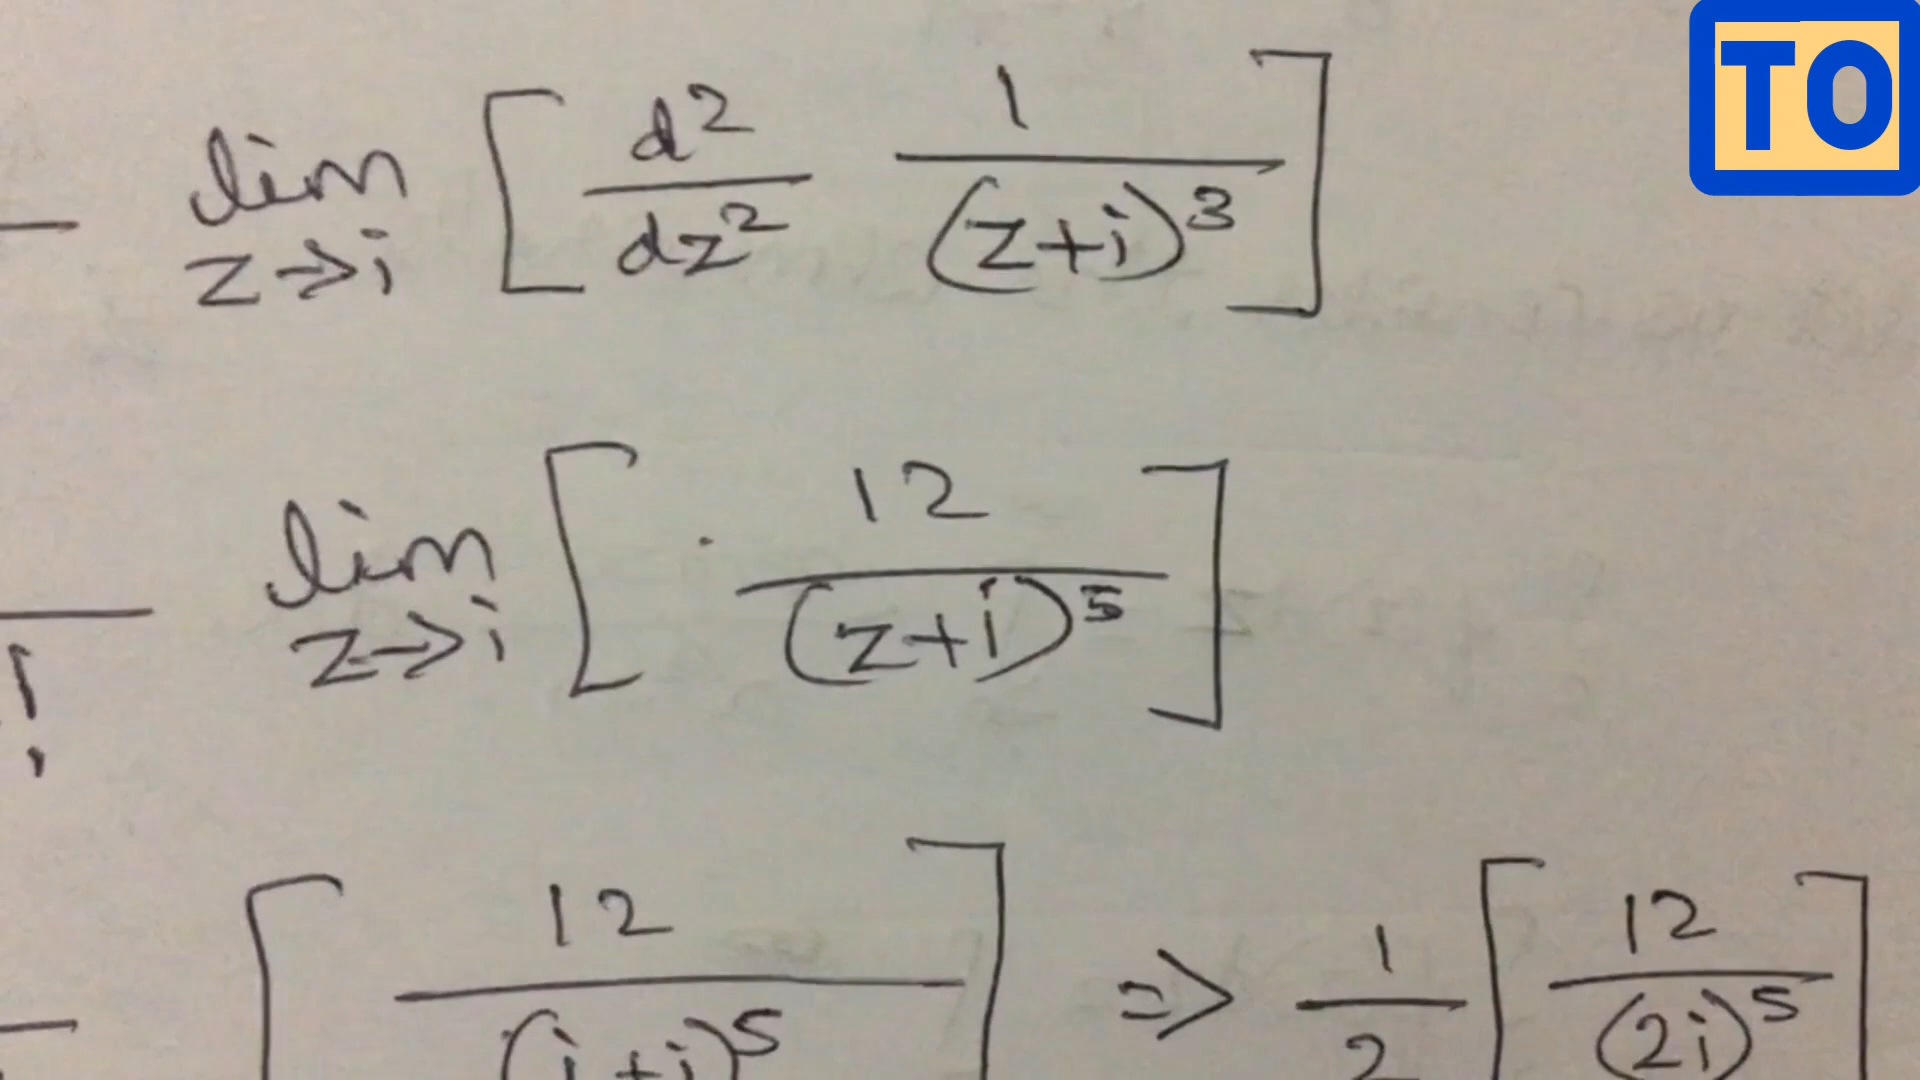 TO
lim z→i [ d²/dz² 1/(z+i)³ ]
! lim z→i [ 12/(z+i)⁵ ]
[ 12/(i+i)⁵ ] ⇒ 1/2 [ 12/(2i)⁵ ]